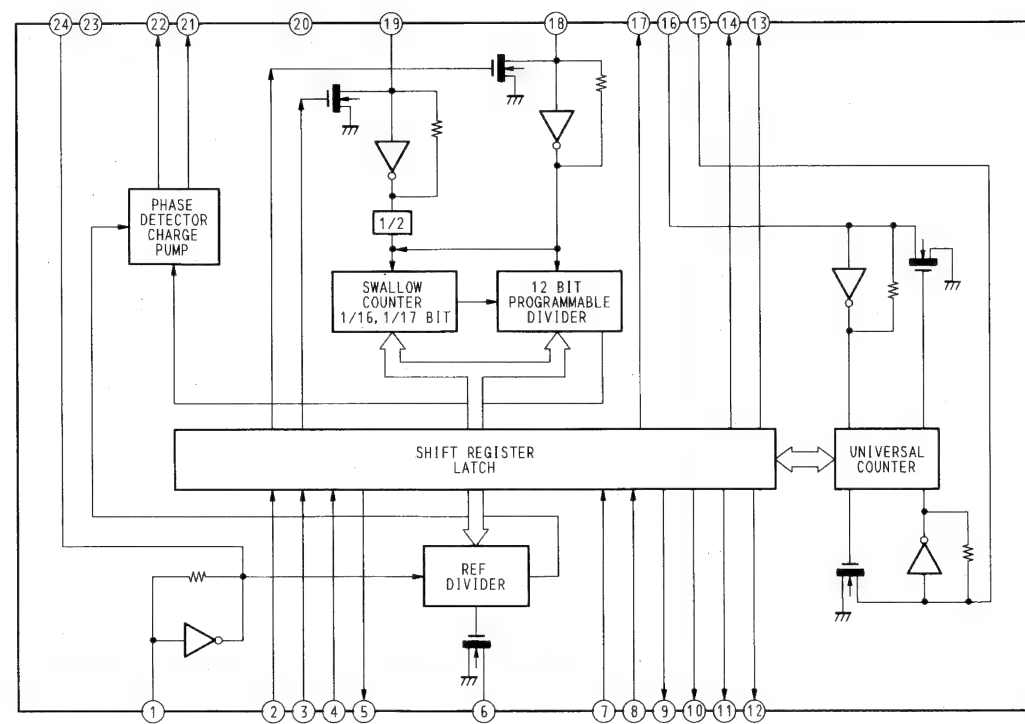 24 23 22 21 20 19 18 17 16 15 14 13
PHASE
DETECTOR
CHARGE
PUMP
1/2
SWALLOW
COUNTER
1/16, 1/17 BIT
12 BIT
PROGRAMMABLE
DIVIDER
SHIFT REGISTER
LATCH
UNIVERSAL
COUNTER
REF
DIVIDER
1 2 3 4 5 6 7 8 9 10 11 12